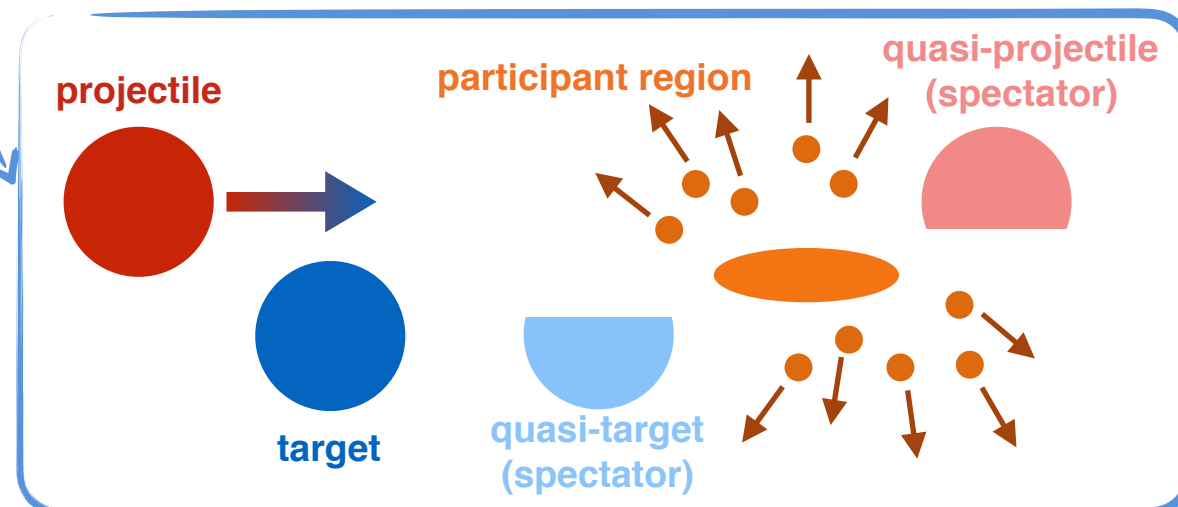 projectile
target
participant region
quasi-projectile
(spectator)
quasi-target
(spectator)